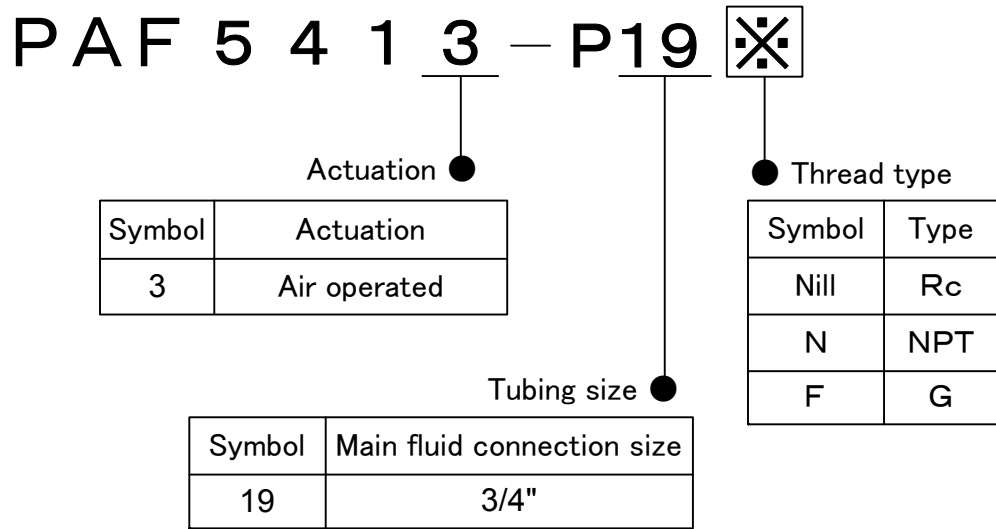 PAF5413－P19※
Actuation
Symbol Actuation
3 Air operated
Thread type
Symbol Type
Nill Rc
N NPT
F G
Tubing size
Symbol Main fluid connection size
19 3/4"